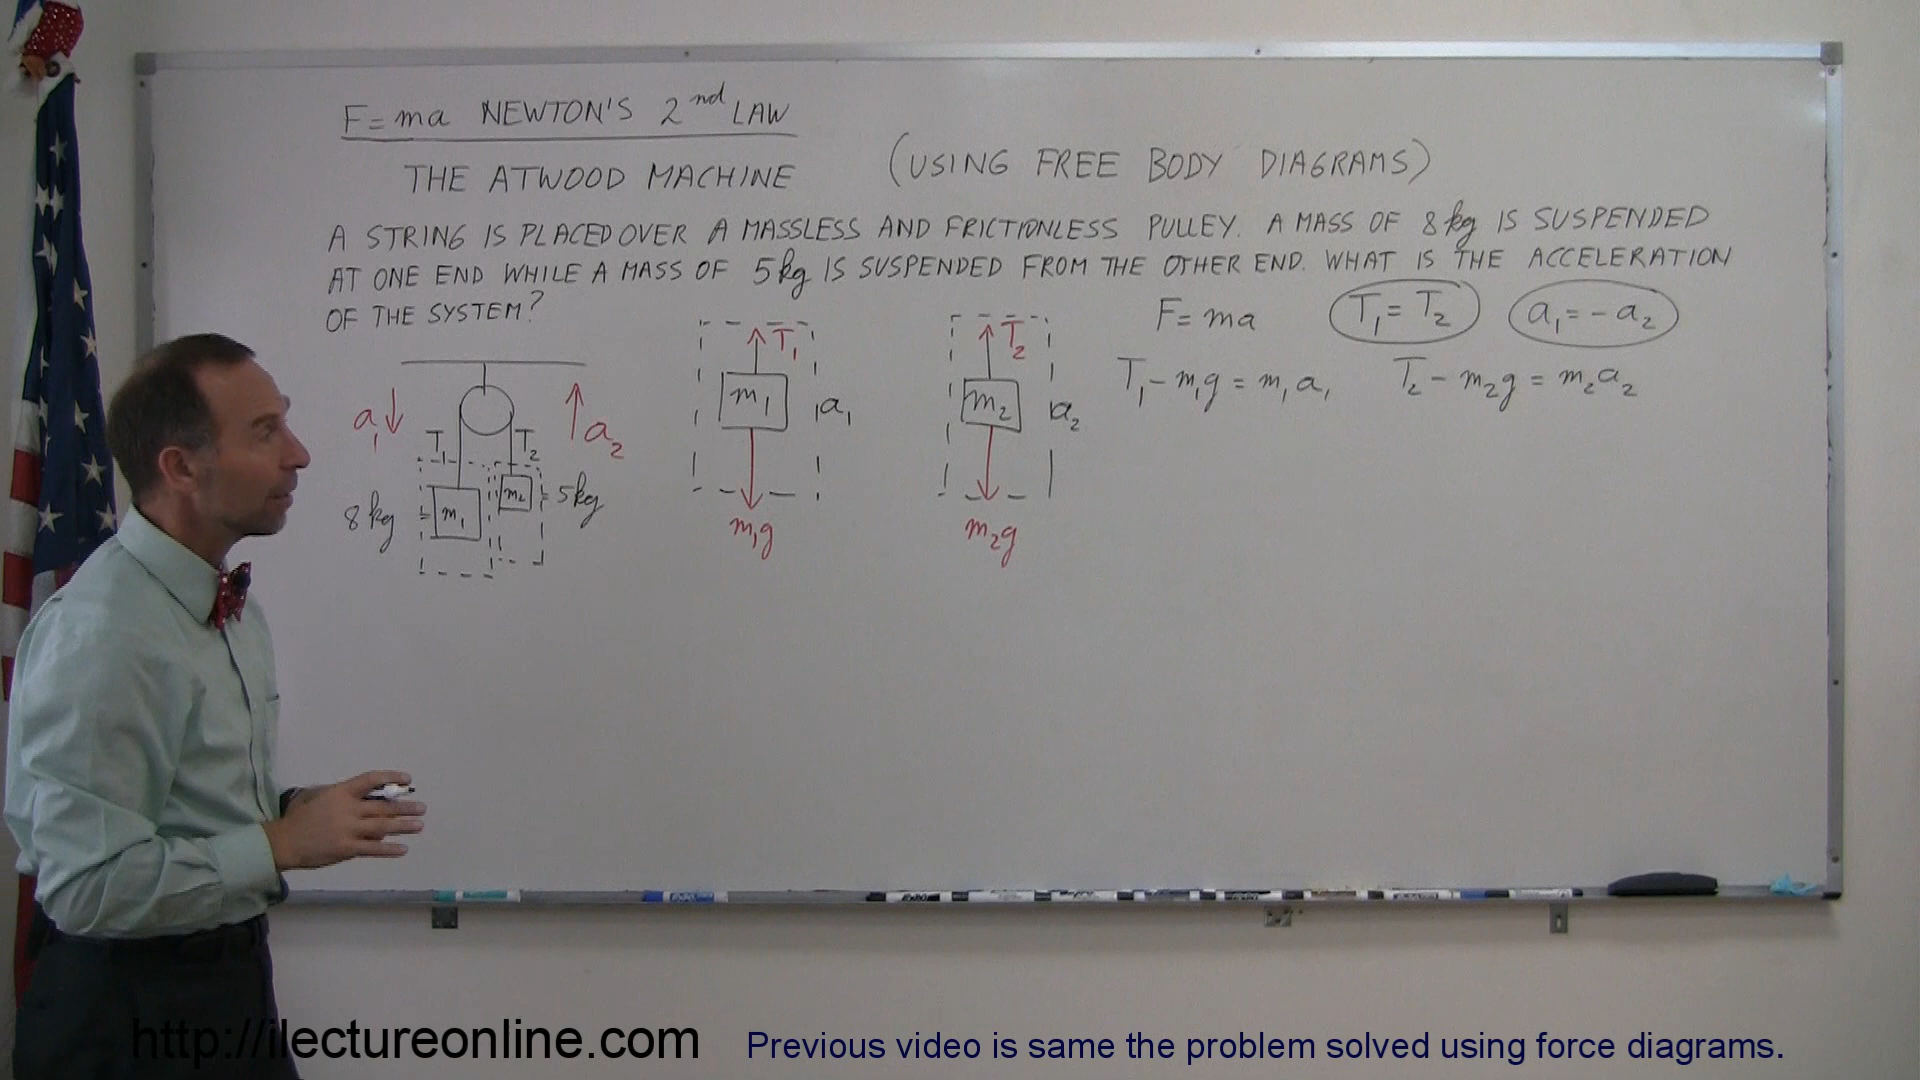 F = ma NEWTON'S 2nd LAW
THE ATWOOD MACHINE (USING FREE BODY DIAGRAMS)
A STRING IS PLACED OVER A MASSLESS AND FRICTIONLESS PULLEY. A MASS OF 8 kg IS SUSPENDED
AT ONE END WHILE A MASS OF 5 kg IS SUSPENDED FROM THE OTHER END. WHAT IS THE ACCELERATION
OF THE SYSTEM?
F = ma T₁ = T₂ a₁ = - a₂
T₁ - m₁g = m₁a₁ T₂ - m₂g = m₂a₂
a₁ a₂
T₁ T₂
8 kg = m₁ m₂ = 5 kg
T₁
m₁ a₁
m₁g
T₂
m₂ a₂
m₂g
EXPO
http://ilectureonline.com
Previous video is same the problem solved using force diagrams.